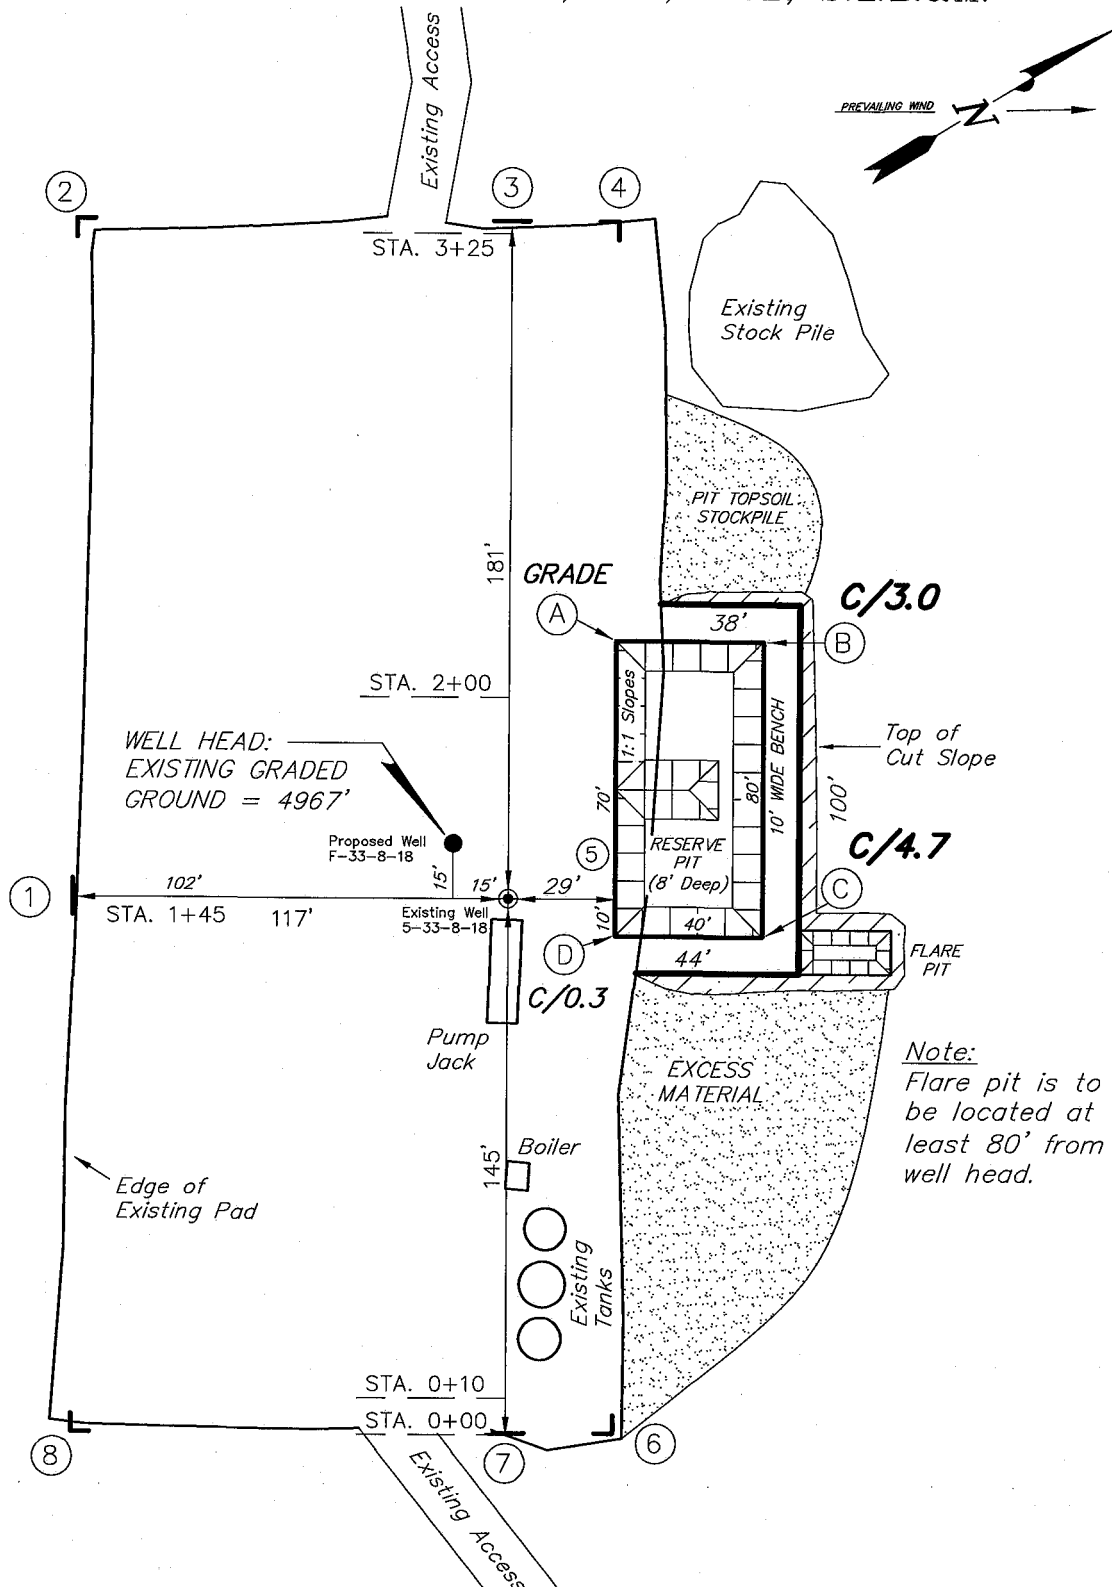 Existing Access
PREVAILING WIND
N
2
3
4
STA. 3+25
Existing
Stock Pile
181'
PIT TOPSOIL
STOCKPILE
GRADE
C/3.0
A
38'
B
STA. 2+00
1:1 Slopes
WELL HEAD:
EXISTING GRADED
GROUND = 4967'
Top of
Cut Slope
10' WIDE BENCH
80'
70'
100'
Proposed Well
F-33-8-18
C/4.7
5
RESERVE
PIT
(8' Deep)
15'
1
102'
15'
29'
C
STA. 1+45
117'
Existing Well
5-33-8-18
10'
40'
D
44'
FLARE
PIT
C/0.3
Pump
Jack
EXCESS
MATERIAL
Note:
Flare pit is to
be located at
least 80' from
well head.
145'
Boiler
Edge of
Existing Pad
Existing
Tanks
STA. 0+10
STA. 0+00
8
7
6
Existing Access